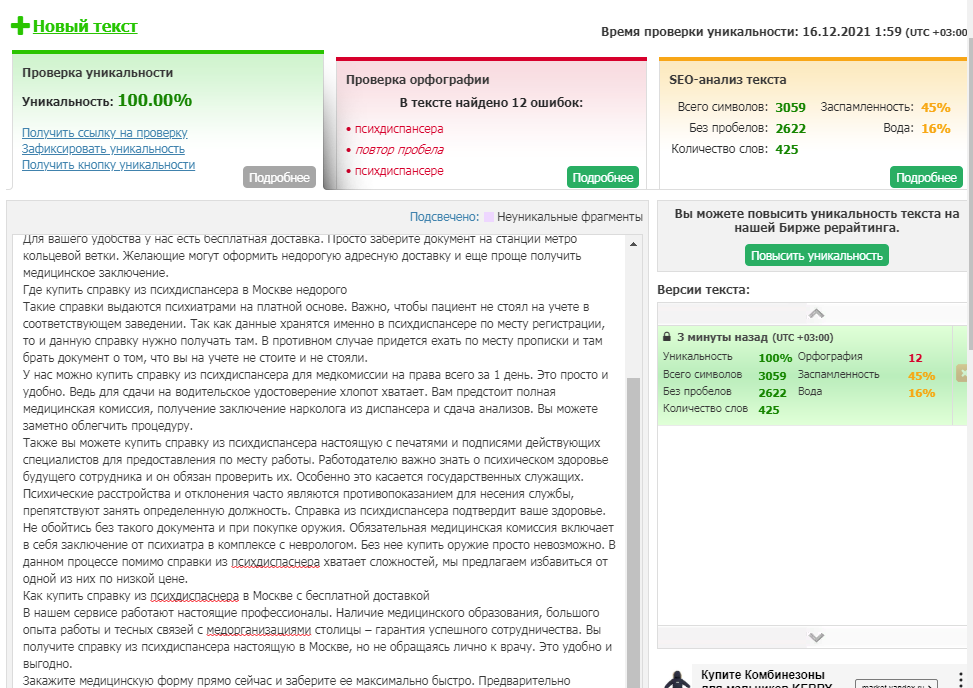 Новый текст
Время проверки уникальности: 16.12.2021 1:59 (UTC +03:00
Проверка уникальности
Уникальность: 100.00%
Получить ссылку на проверку
Зафиксировать уникальность
Получить кнопку уникальности
Подробнее
Проверка орфографии
В тексте найдено 12 ошибок:
• психдиспансера
• повтор пробела
• психдиспансере
Подробнее
SEO-анализ текста
Всего символов: 3059 Заспамленность: 45%
Без пробелов: 2622 Вода: 16%
Количество слов: 425
Подробнее
Подсвечено: Неуникальные фрагменты
Для вашего удобства у нас есть бесплатная доставка. Просто заберите документ на станции метро
кольцевой ветки. Желающие могут оформить недорогую адресную доставку и еще проще получить
медицинское заключение.
Где купить справку из психдиспансера в Москве недорого
Такие справки выдаются психиатрами на платной основе. Важно, чтобы пациент не стоял на учете в
соответствующем заведении. Так как данные хранятся именно в психдиспансере по месту регистрации,
то и данную справку нужно получать там. В противном случае придется ехать по месту прописки и там
брать документ о том, что вы на учете не стоите и не стояли.
У нас можно купить справку из психдиспансера для медкомиссии на права всего за 1 день. Это просто и
удобно. Ведь для сдачи на водительское удостоверение хлопот хватает. Вам предстоит полная
медицинская комиссия, получение заключение нарколога из диспансера и сдача анализов. Вы можете
заметно облегчить процедуру.
Также вы можете купить справку из психдиспансера настоящую с печатями и подписями действующих
специалистов для предоставления по месту работы. Работодателю важно знать о психическом здоровье
будущего сотрудника и он обязан проверить их. Особенно это касается государственных служащих.
Психические расстройства и отклонения часто являются противопоказанием для несения службы,
препятствуют занять определенную должность. Справка из психдиспансера подтвердит ваше здоровье.
Не обойтись без такого документа и при покупке оружия. Обязательная медицинская комиссия включает
в себя заключение от психиатра в комплексе с неврологом. Без нее купить оружие просто невозможно. В
данном процессе помимо справки из психдиспаснера хватает сложностей, мы предлагаем избавиться от
одной из них по низкой цене.
Как купить справку из психдиспаснера в Москве с бесплатной доставкой
В нашем сервисе работают настоящие профессионалы. Наличие медицинского образования, большого
опыта работы и тесных связей с медорганизациями столицы – гарантия успешного сотрудничества. Вы
получите справку из психдиспансера настоящую в Москве, но не обращаясь лично к врачу. Это удобно и
выгодно.
Закажите медицинскую форму прямо сейчас и заберите ее максимально быстро. Предварительно
Вы можете повысить уникальность текста на
нашей Бирже рерайтинга.
Повысить уникальность
Версии текста:
3 минуты назад (UTC +03:00)
Уникальность 100% Орфография 12
Всего символов 3059 Заспамленность 45%
Без пробелов 2622 Вода 16%
Количество слов 425
Купите Комбинезоны
для мальчиков KERRY
market.yandex.ru